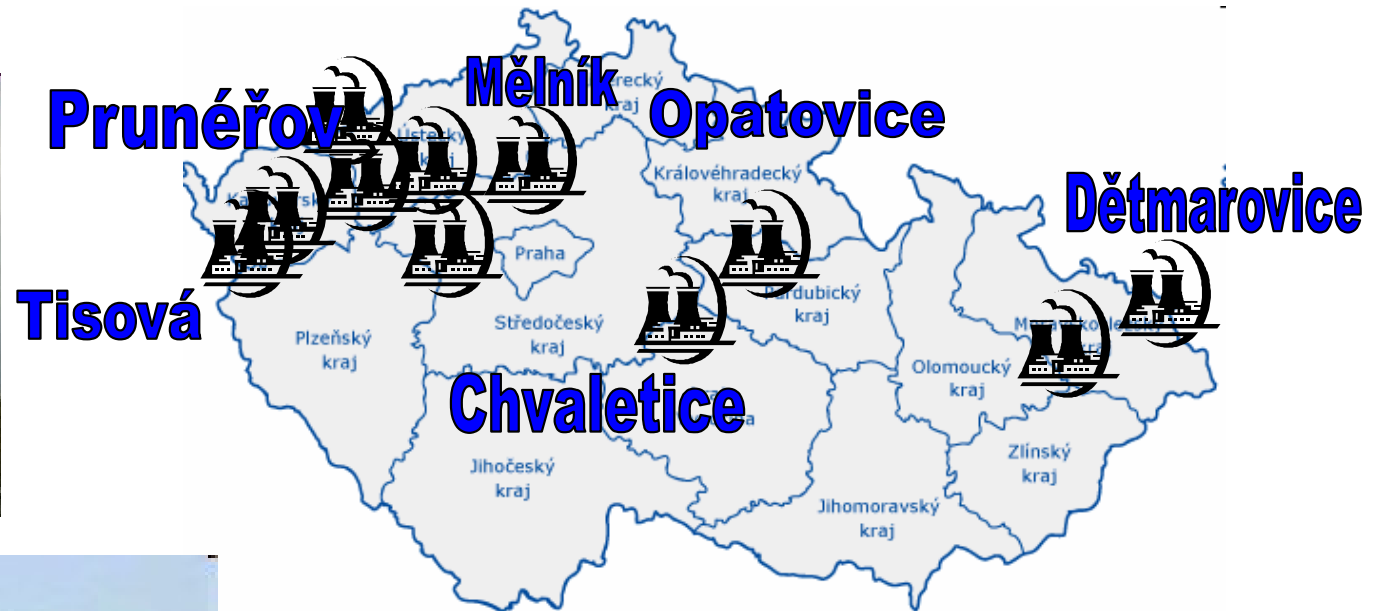 Mělník
Prunéřov
Opatovice
kraj
Královéhradecký
kraj
Dětmarovice
Praha
Tisová
Pardubický
kraj
Středočeský
kraj
Plzeňský
kraj
Olomoucký
kraj
Chvaletice
Zlínský
kraj
Jihočeský
kraj
Jihomoravský
kraj